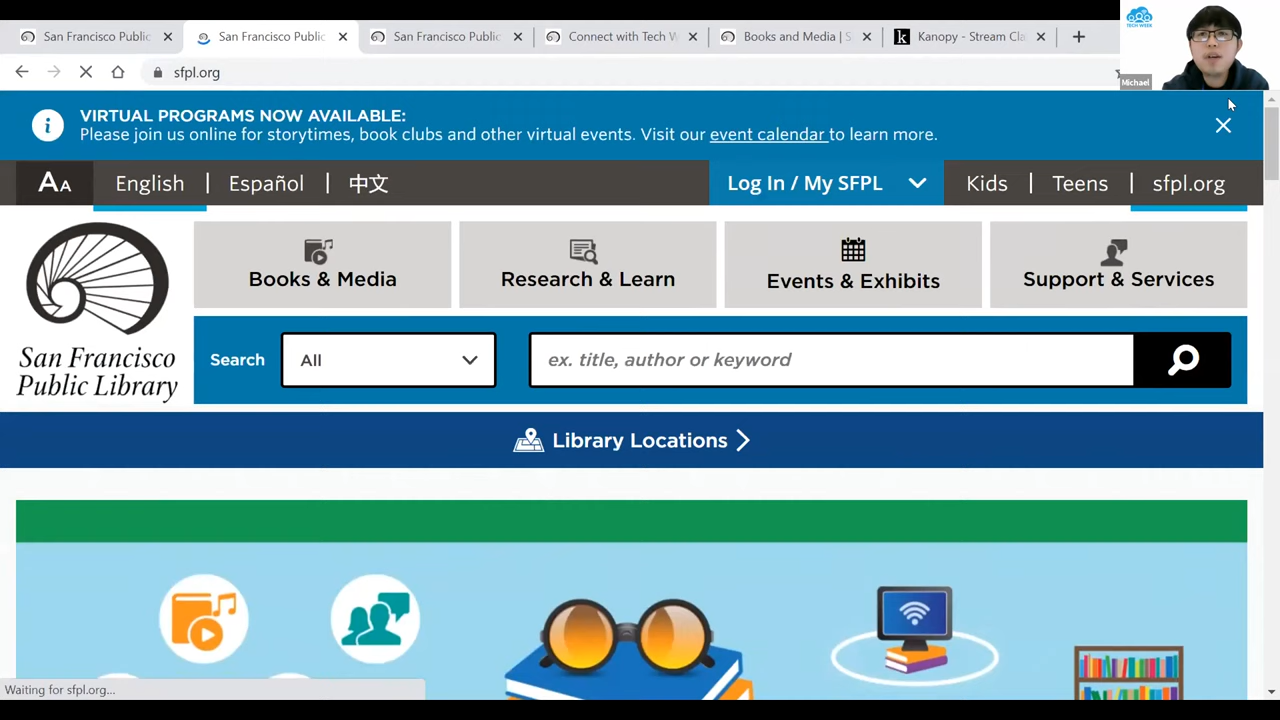 San Francisco Public
San Francisco Public
San Francisco Public
Connect with Tech W
Books and Media | S
k
Kanopy - Stream Cla
TECH WEEK
Michael
sfpl.org
VIRTUAL PROGRAMS NOW AVAILABLE:
Please join us online for storytimes, book clubs and other virtual events. Visit our event calendar to learn more.
AA English | Español | 中文 Log In / My SFPL Kids | Teens | sfpl.org
Books & Media
Research & Learn
Events & Exhibits
Support & Services
San Francisco
Public Library
Search All ex. title, author or keyword
Library Locations
Waiting for sfpl.org...